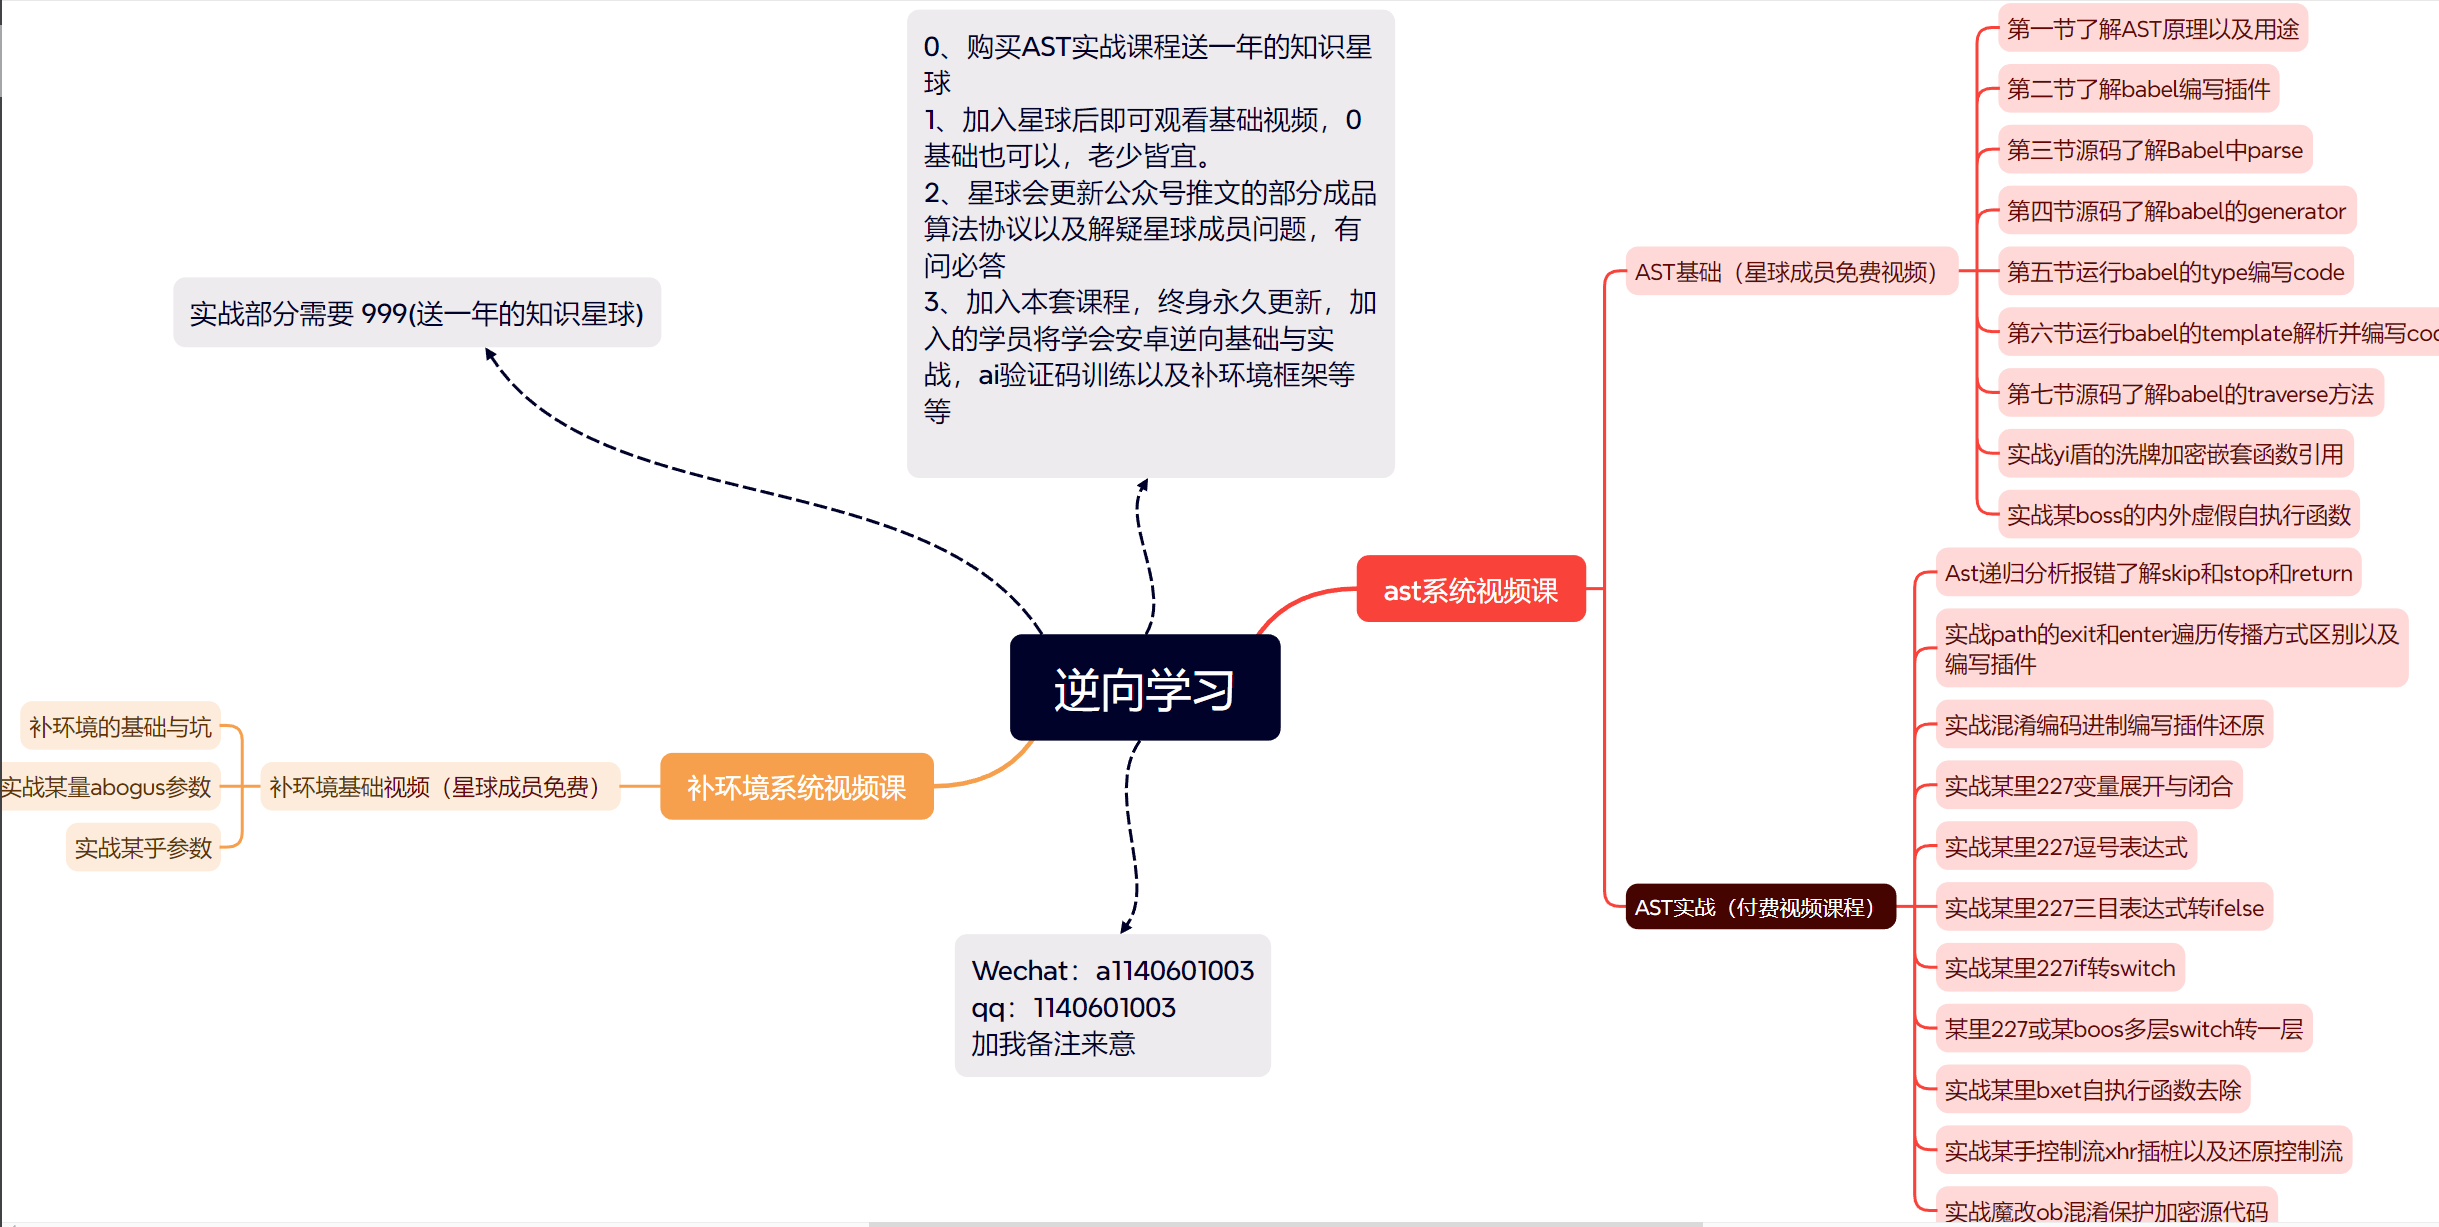 0、购买AST实战课程送一年的知识星
球
1、加入星球后即可观看基础视频，0
基础也可以，老少皆宜。
2、星球会更新公众号推文的部分成品
算法协议以及解疑星球成员问题，有
问必答
3、加入本套课程，终身永久更新，加
入的学员将学会安卓逆向基础与实
战，ai验证码训练以及补环境框架等
等
实战部分需要 999(送一年的知识星球)
逆向学习
ast系统视频课
AST基础（星球成员免费视频）
第一节了解AST原理以及用途
第二节了解babel编写插件
第三节源码了解Babel中parse
第四节源码了解babel的generator
第五节运行babel的type编写code
第六节运行babel的template解析并编写coc
第七节源码了解babel的traverse方法
实战yi盾的洗牌加密嵌套函数引用
实战某boss的内外虚假自执行函数
AST实战（付费视频课程）
Ast递归分析报错了解skip和stop和return
实战path的exit和enter遍历传播方式区别以及
编写插件
实战混淆编码进制编写插件还原
实战某里227变量展开与闭合
实战某里227逗号表达式
实战某里227三目表达式转ifelse
实战某里227if转switch
某里227或某boos多层switch转一层
实战某里bxet自执行函数去除
实战某手控制流xhr插桩以及还原控制流
实战魔改ob混淆保护加密源代码
补环境系统视频课
补环境基础视频（星球成员免费）
补环境的基础与坑
实战某量abogus参数
实战某乎参数
Wechat：a1140601003
qq：1140601003
加我备注来意